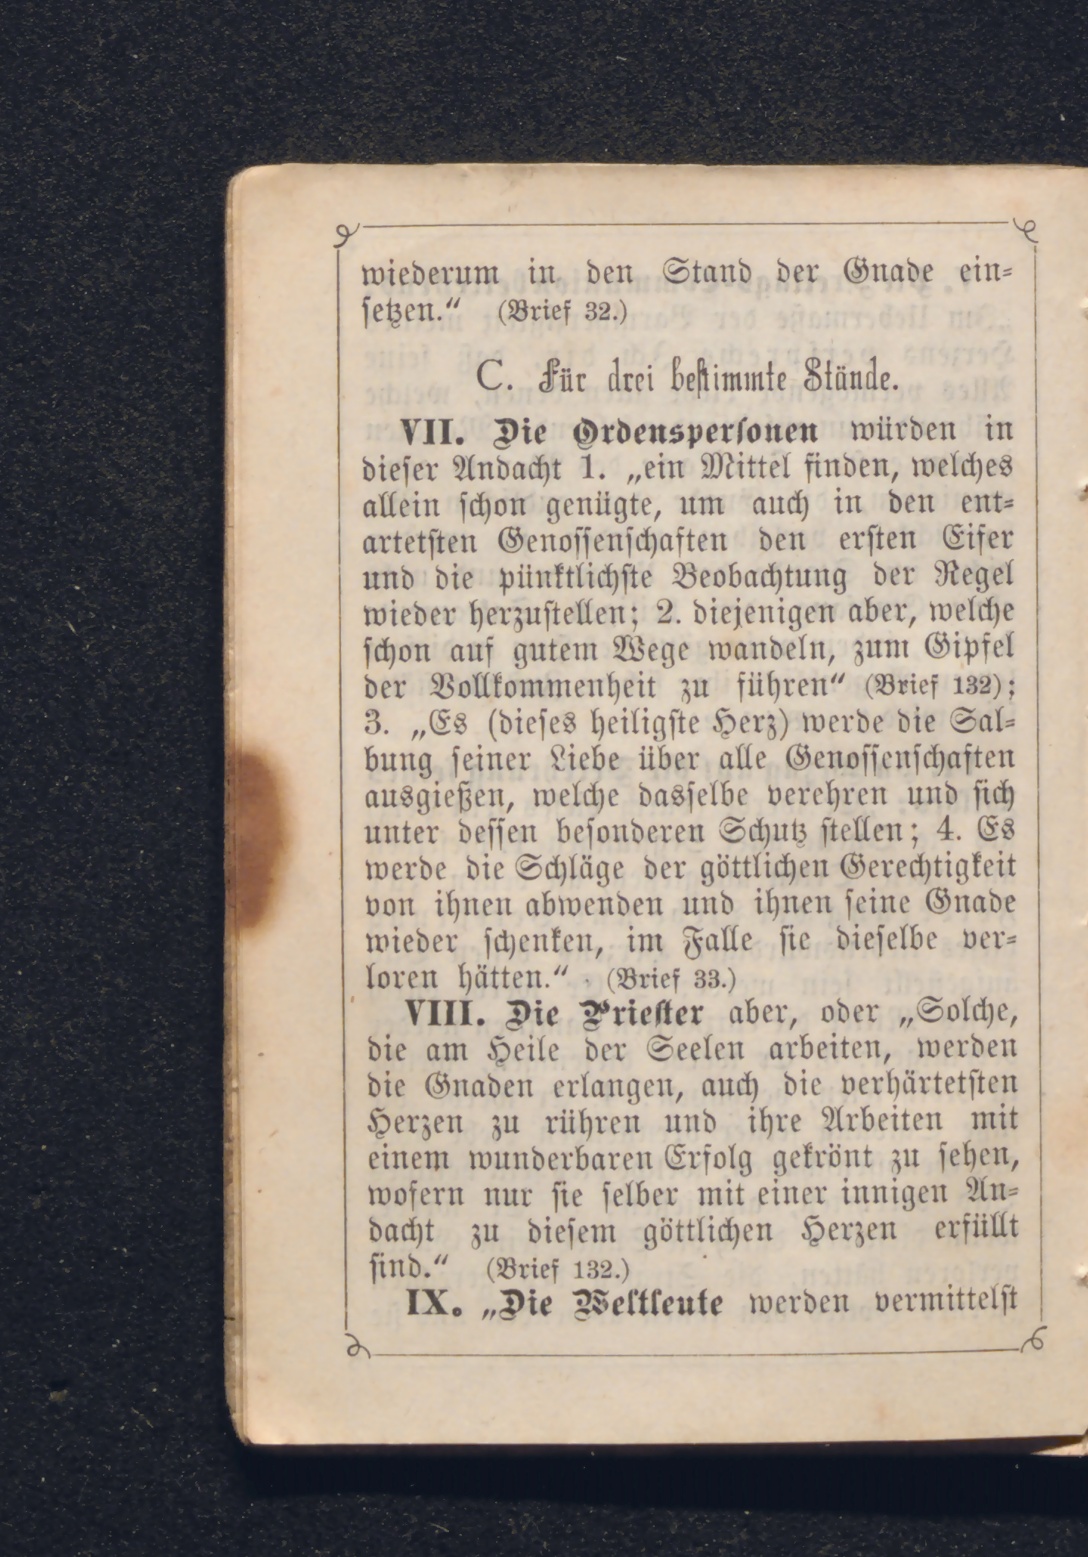 wiederum in den Stand der Gnade ein-
setzen.“ (Brief 32.)
C. Für drei bestimmte Stände.
VII. Die Ordenspersonen würden in
dieser Andacht 1. „ein Mittel finden, welches
allein schon genügte, um auch in den ent-
artetsten Genossenschaften den ersten Eifer
und die pünktlichste Beobachtung der Regel
wieder herzustellen; 2. diejenigen aber, welche
schon auf gutem Wege wandeln, zum Gipfel
der Vollkommenheit zu führen“ (Brief 132);
3. „Es (dieses heiligste Herz) werde die Sal-
bung seiner Liebe über alle Genossenschaften
ausgießen, welche dasselbe verehren und sich
unter dessen besonderen Schutz stellen; 4. Es
werde die Schläge der göttlichen Gerechtigkeit
von ihnen abwenden und ihnen seine Gnade
wieder schenken, im Falle sie dieselbe ver-
loren hätten.“ (Brief 33.)
VIII. Die Priester aber, oder „Solche,
die am Heile der Seelen arbeiten, werden
die Gnaden erlangen, auch die verhärtetsten
Herzen zu rühren und ihre Arbeiten mit
einem wunderbaren Erfolg gekrönt zu sehen,
wofern nur sie selber mit einer innigen An-
dacht zu diesem göttlichen Herzen erfüllt
sind.“ (Brief 132.)
IX. „Die Weltleute werden vermittelst